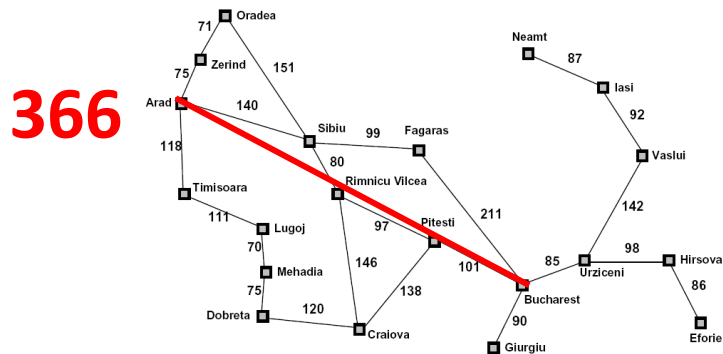 71
Oradea
Neamt
87
Zerind
75
151
Iasi
366
Arad
140
92
Sibiu
99
Fagaras
118
80
Vaslui
Rimnicu Vilcea
Timisoara
111
97
Pitesti
211
142
Lugoj
70
98
Hirsova
146
101
85
Urziceni
Mehadia
75
138
86
Bucharest
120
Dobreta
90
Craiova
Eforie
Giurgiu